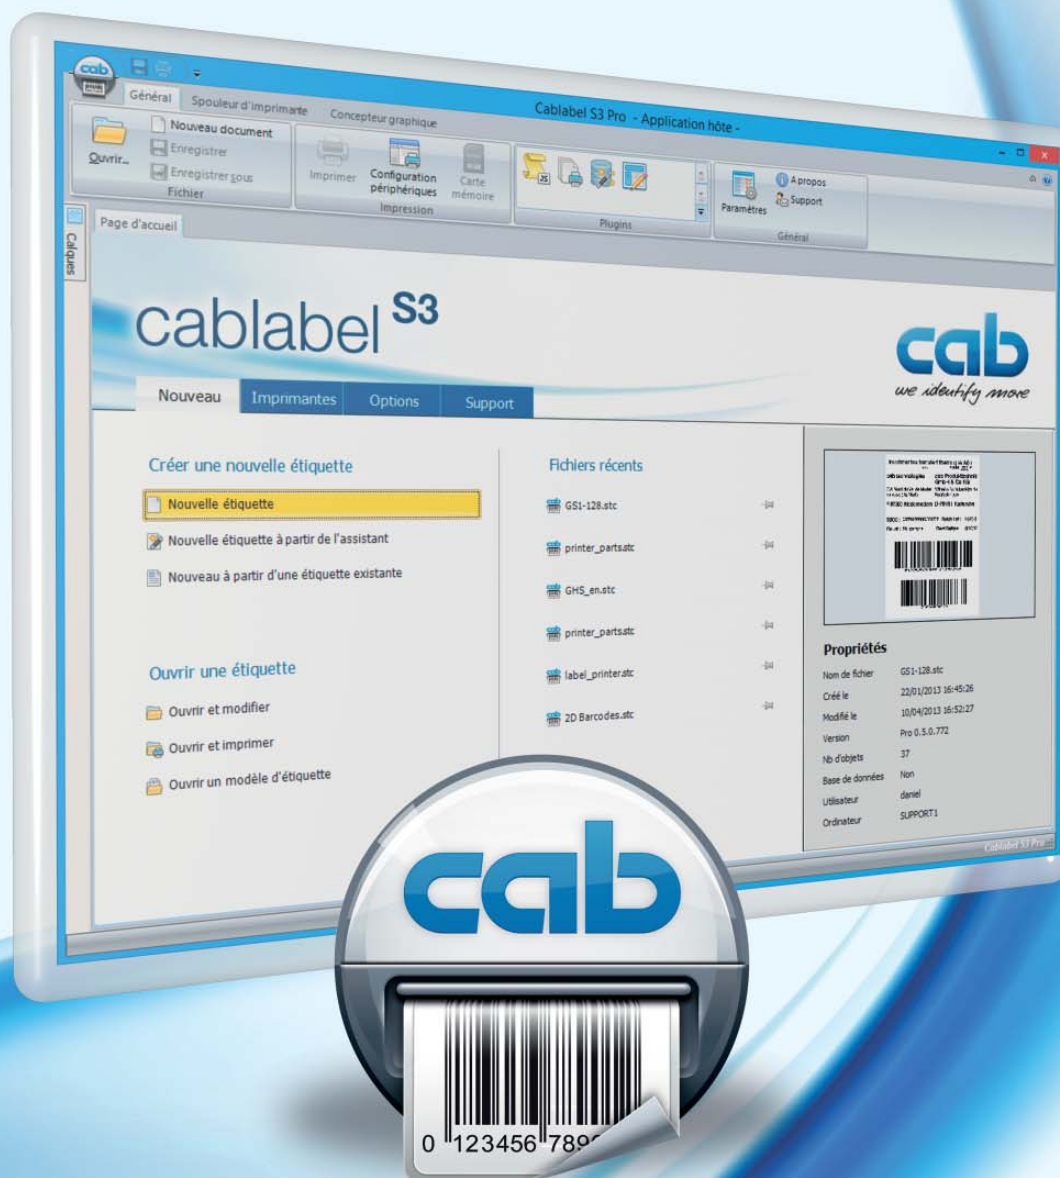 cab
Cablabel S3 Pro - Application hôte -
Général Spouleur d'imprimante Concepteur graphique
Ouvrir...
Nouveau document
Enregistrer
Enregistrer sous
Fichier
Imprimer
Configuration
périphériques
Carte
mémoire
Impression
JS
Plugins
Paramètres
A propos
Support
Général
Calques
Page d'accueil
cablabel S3
cab
we identify more
Nouveau Imprimantes Options Support
Créer une nouvelle étiquette
Nouvelle étiquette
Nouvelle étiquette à partir de l'assistant
Nouveau à partir d'une étiquette existante
Ouvrir une étiquette
Ouvrir et modifier
Ouvrir et imprimer
Ouvrir un modèle d'étiquette
Fichiers récents
GS1-128.stc
printer_parts.stc
GHS_en.stc
printer_parts.stc
label_printer.stc
2D Barcodes.stc
Propriétés
Nom de fichier GS1-128.stc
Créé le 22/01/2013 16:45:26
Modifié le 10/04/2013 16:52:27
Version Pro 0.5.0.772
Nb d'objets 37
Base de données Non
Utilisateur daniel
Ordinateur SUPPORT1
Cablabel S3 Pro
cab
0 123456 789